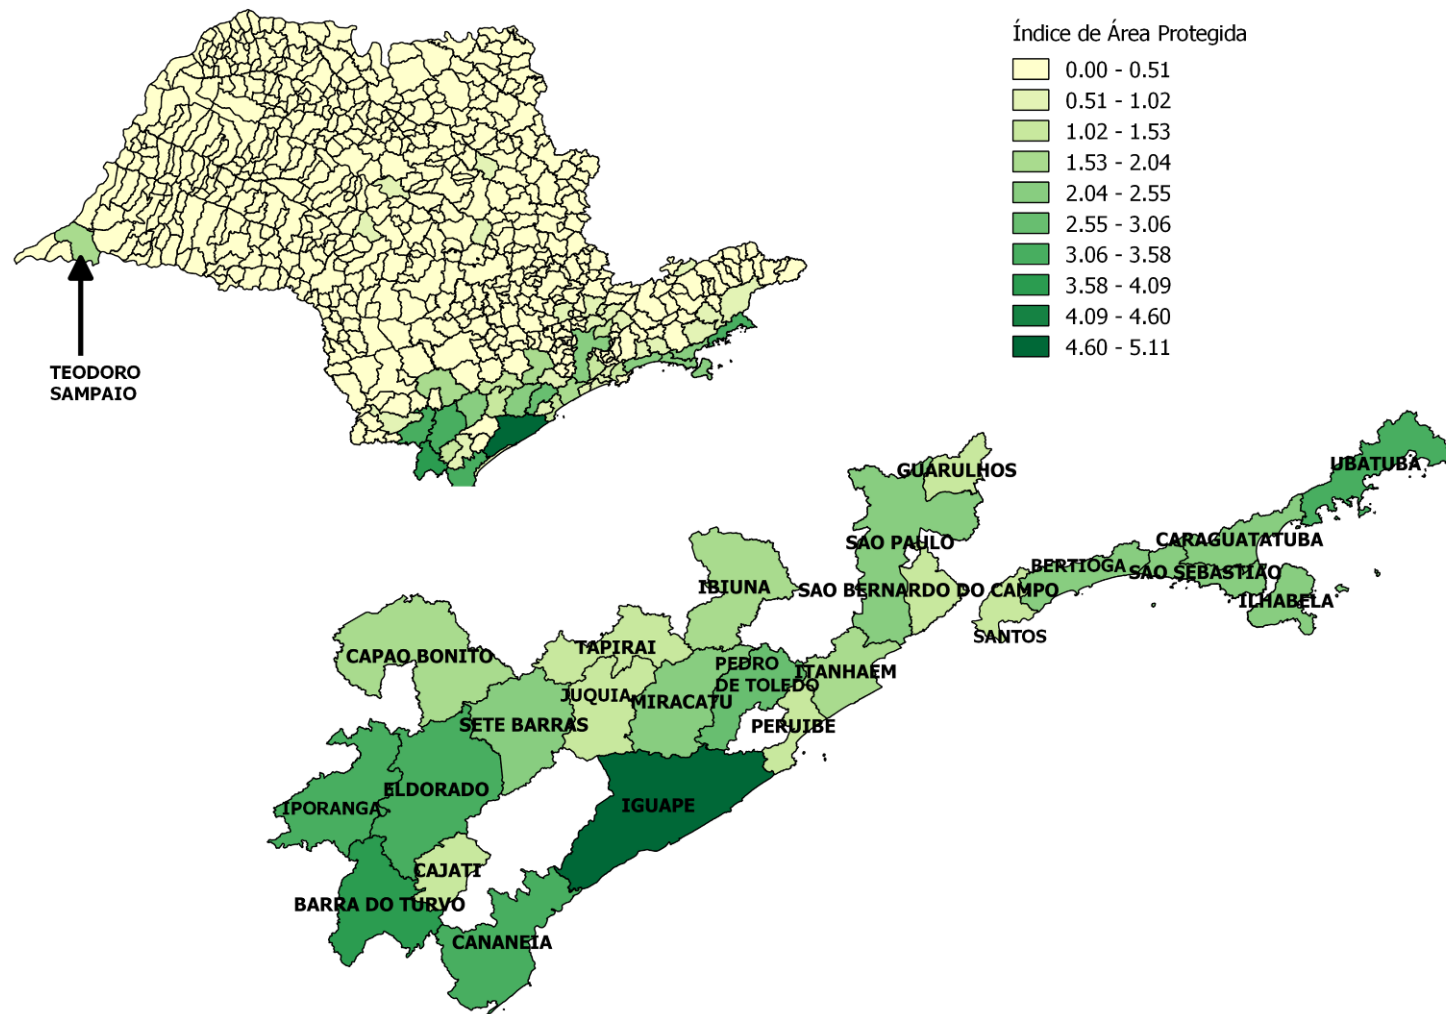 Índice de Área Protegida
0.00 - 0.51
0.51 - 1.02
1.02 - 1.53
1.53 - 2.04
2.04 - 2.55
2.55 - 3.06
3.06 - 3.58
3.58 - 4.09
4.09 - 4.60
4.60 - 5.11
TEODORO
SAMPAIO
GUARULHOS
UBATUBA
SAO PAULO
CARAGUATATUBA
BERTIOGA
SAO SEBASTIAO
IBIUNA
SAO BERNARDO DO CAMPO
ILHABELA
SANTOS
TAPIRAI
CAPAO BONITO
PEDRO
DE TOLEDO
ITANHAEM
JUQUIA
MIRACATU
SETE BARRAS
PERUIBE
ELDORADO
IPORANGA
IGUAPE
CAJATI
BARRA DO TURVO
CANANEIA